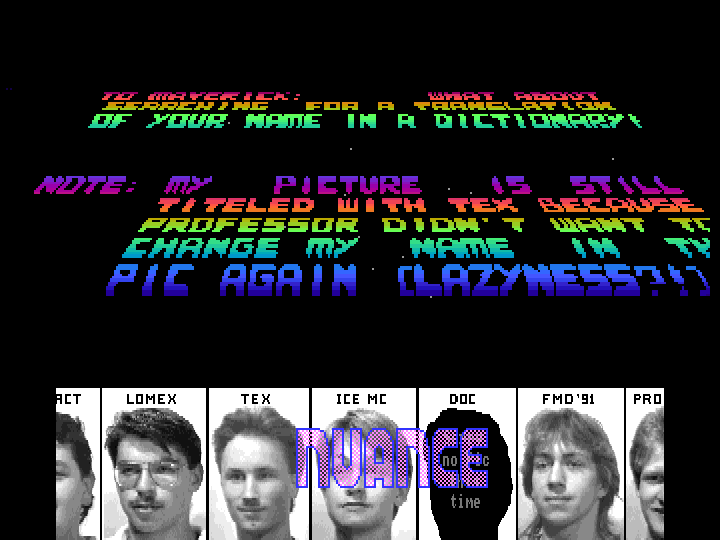 TO MAVERICK: WHAT ABOUT
SEARCHING FOR A TRANSLATION
OF YOUR NAME IN A DICTIONARY!
NOTE: MY PICTURE IS STILL
TITELED WITH TEX BECAUSE
PROFESSOR DIDN'T WANT TO
CHANGE MY NAME IN TV
PIC AGAIN (LAZYNESS?!)
ACT LOMEX TEX ICE MC DOC FMD'91 PRO
NUANCE
time